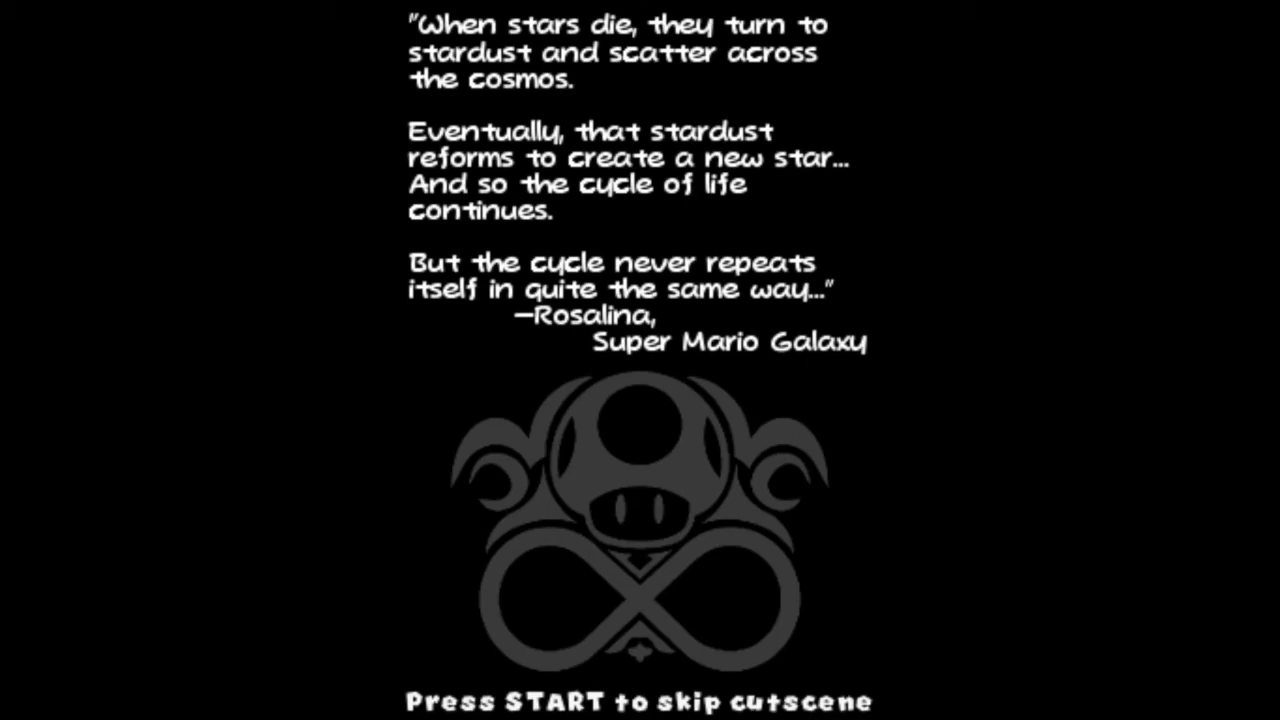 "When stars die, they turn to
stardust and scatter across
the cosmos.
Eventually, that stardust
reforms to create a new star...
And so the cycle of life
continues.
But the cycle never repeats
itself in quite the same way..."
—Rosalina,
Super Mario Galaxy
Press START to skip cutscene